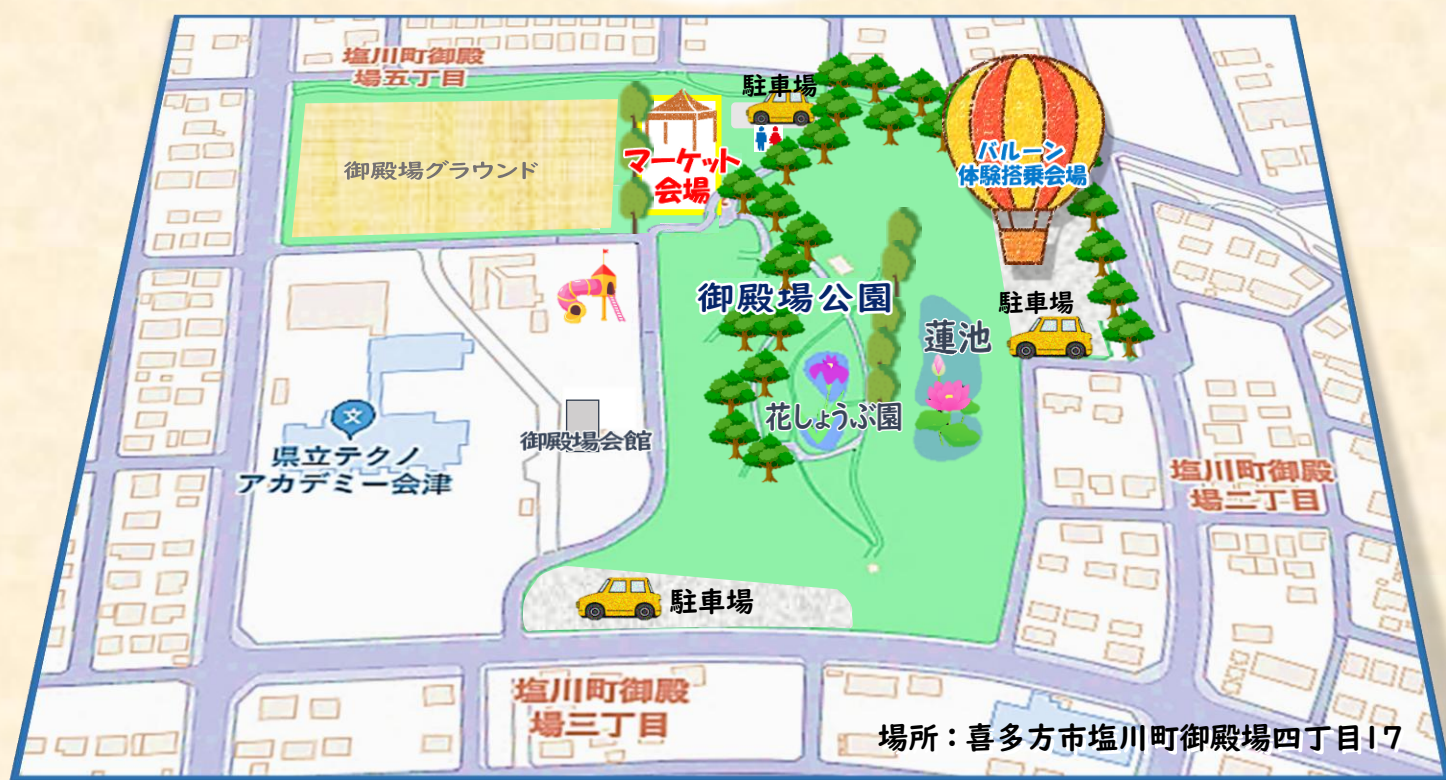 塩川町御殿
場五丁目
駐車場
御殿場グラウンド
マーケット
会場
バルーン
体験搭乗会場
御殿場公園
駐車場
蓮池
花しょうぶ園
御殿場会館
文
県立テクノ
アカデミー会津
塩川町御殿
場二丁目
駐車場
塩川町御殿
場三丁目
場所：喜多方市塩川町御殿場四丁目17